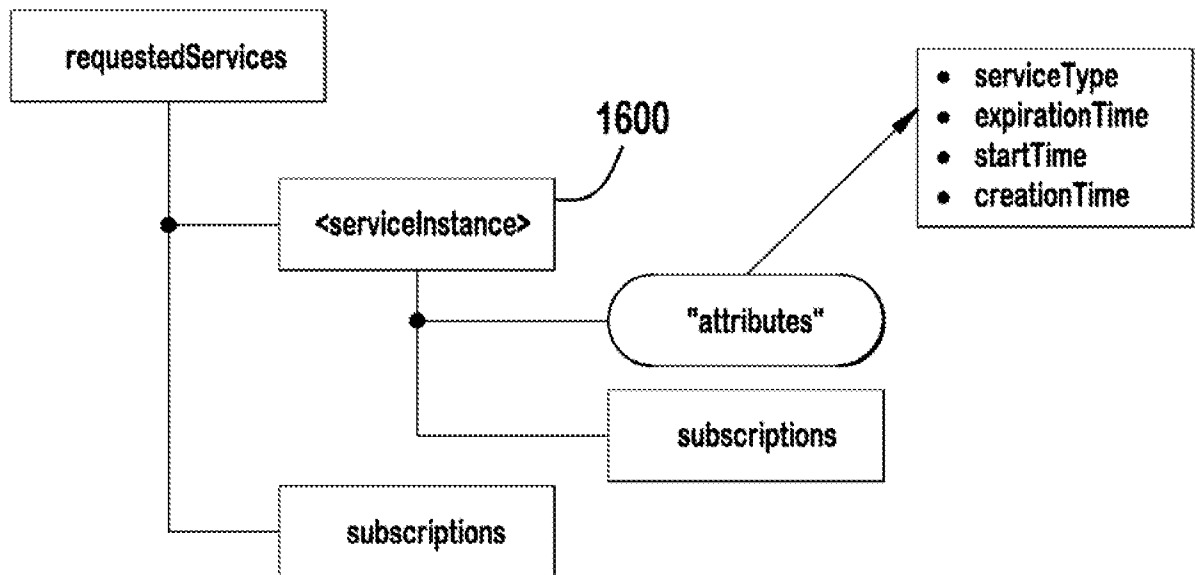 requestedServices
1600
• serviceType
• expirationTime
• startTime
• creationTime
<serviceInstance>
"attributes"
subscriptions
subscriptions